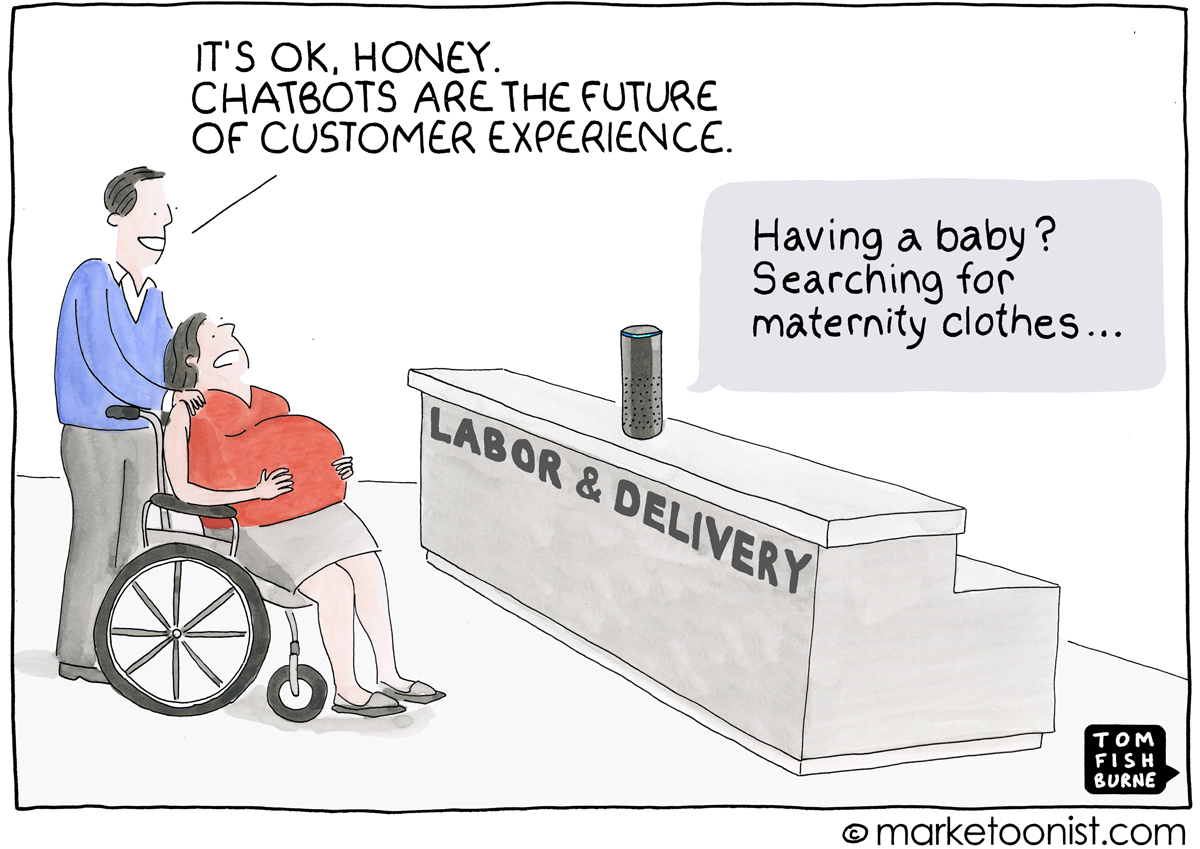 IT'S OK, HONEY.
CHATBOTS ARE THE FUTURE
OF CUSTOMER EXPERIENCE.
Having a baby?
Searching for
maternity clothes...
LABOR & DELIVERY
TOM
FISH
BURNE
© marketoonist.com